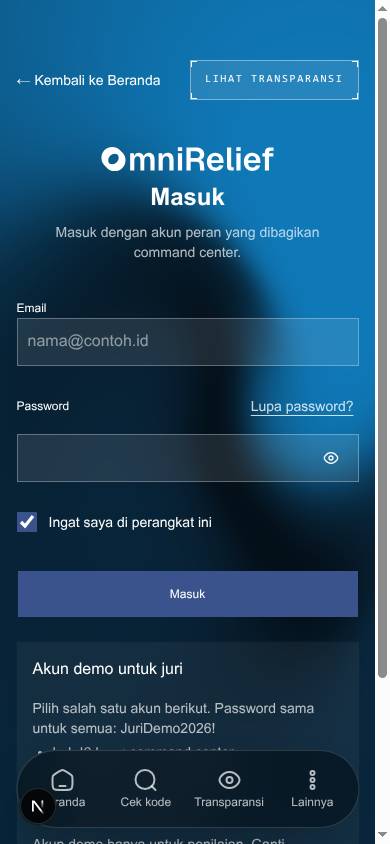 ← Kembali ke Beranda
LIHAT TRANSPARANSI
OmniRelief
Masuk
Masuk dengan akun peran yang dibagikan
command center.
Email
nama@contoh.id
Password
Lupa password?
Ingat saya di perangkat ini
Masuk
Akun demo untuk juri
Pilih salah satu akun berikut. Password sama
untuk semua: JuriDemo2026!
command center
N
Cek kode
Transparansi
Lainnya
Akun demo hanya untuk penilaian. Ganti